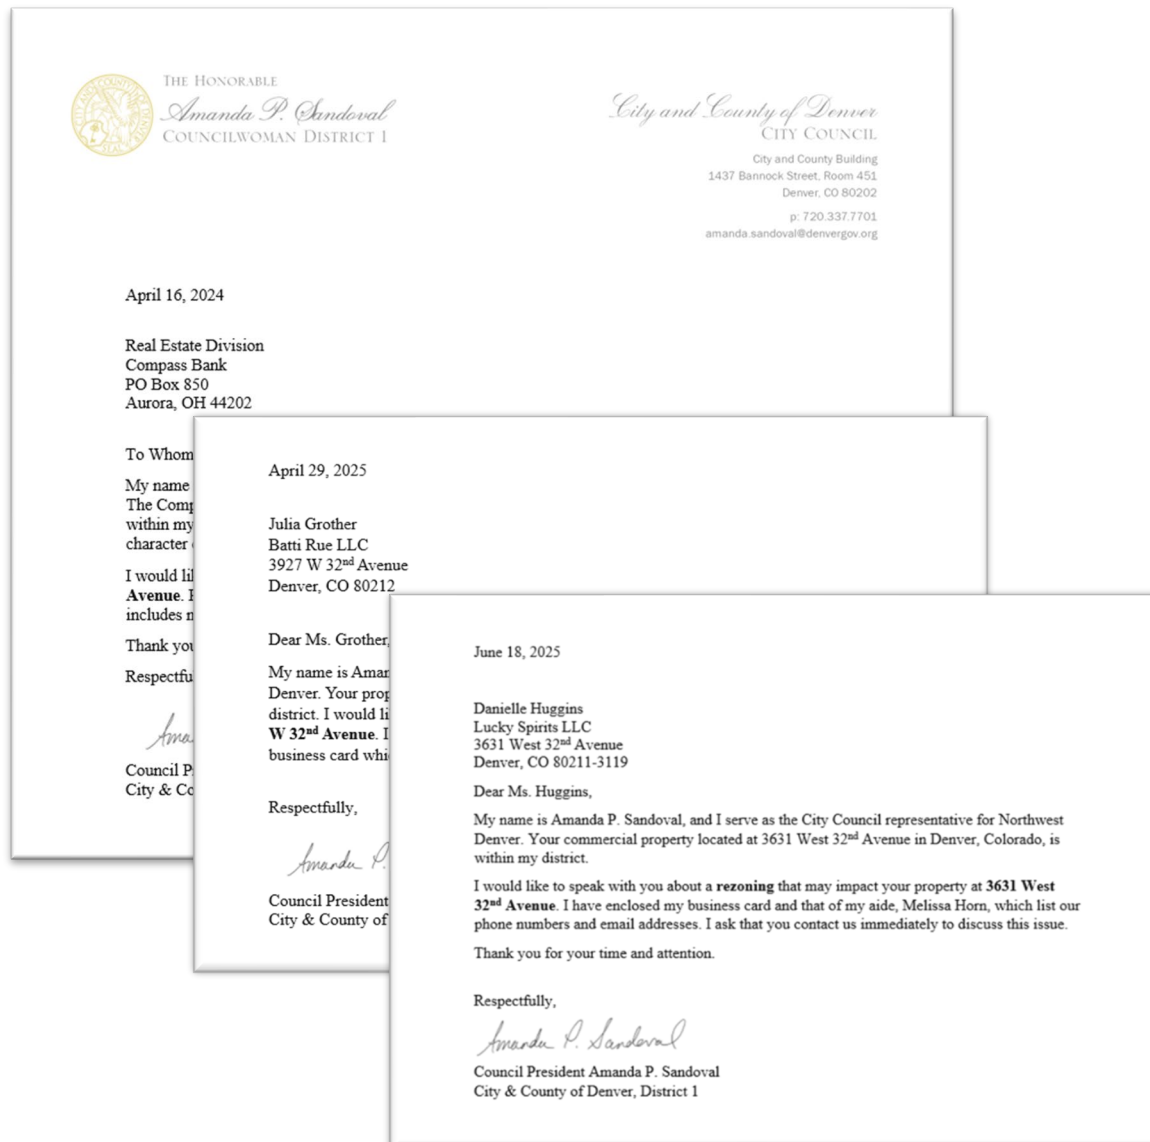 THE HONORABLE
Amanda P. Sandoval
COUNCILWOMAN DISTRICT 1
City and County of Denver
CITY COUNCIL
City and County Building
1437 Bannock Street, Room 451
Denver, CO 80202
p: 720.337.7701
amanda.sandoval@denvergov.org
April 16, 2024
Real Estate Division
Compass Bank
PO Box 850
Aurora, OH 44202
To Whom
My name
The Comp
within my
character
I would lik
Avenue.
includes
Thank you
Respectfu
Ama
Council P
City & Co
April 29, 2025
Julia Grother
Batti Rue LLC
3927 W 32nd Avenue
Denver, CO 80212
Dear Ms. Grother,
My name is Aman
Denver. Your prop
district. I would li
W 32nd Avenue. I
business card whi
Respectfully,
Amanda P.
Council President
City & County of
June 18, 2025
Danielle Huggins
Lucky Spirits LLC
3631 West 32nd Avenue
Denver, CO 80211-3119
Dear Ms. Huggins,
My name is Amanda P. Sandoval, and I serve as the City Council representative for Northwest
Denver. Your commercial property located at 3631 West 32nd Avenue in Denver, Colorado, is
within my district.
I would like to speak with you about a rezoning that may impact your property at 3631 West
32nd Avenue. I have enclosed my business card and that of my aide, Melissa Horn, which list our
phone numbers and email addresses. I ask that you contact us immediately to discuss this issue.
Thank you for your time and attention.
Respectfully,
Amanda P. Sandoval
Council President Amanda P. Sandoval
City & County of Denver, District 1